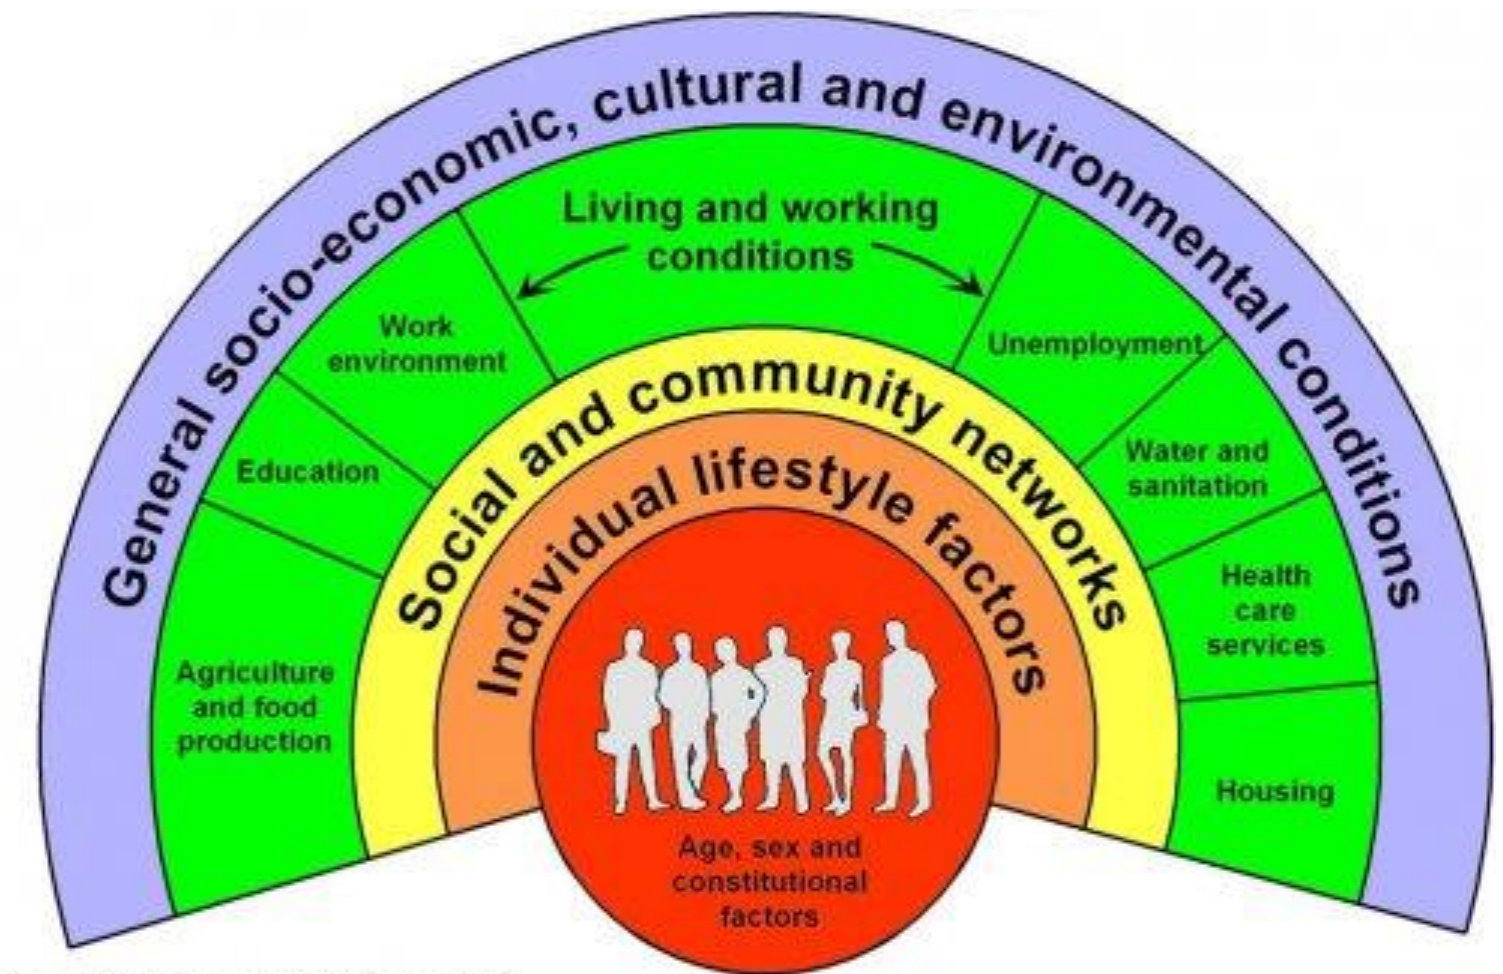 General socio-economic, cultural and environmental conditions
Living and working
conditions
Work
environment
Education
Agriculture
and food
production
Unemployment
Water and
sanitation
Health
care
services
Housing
Social and community networks
Individual lifestyle factors
Age, sex and
constitutional
factors